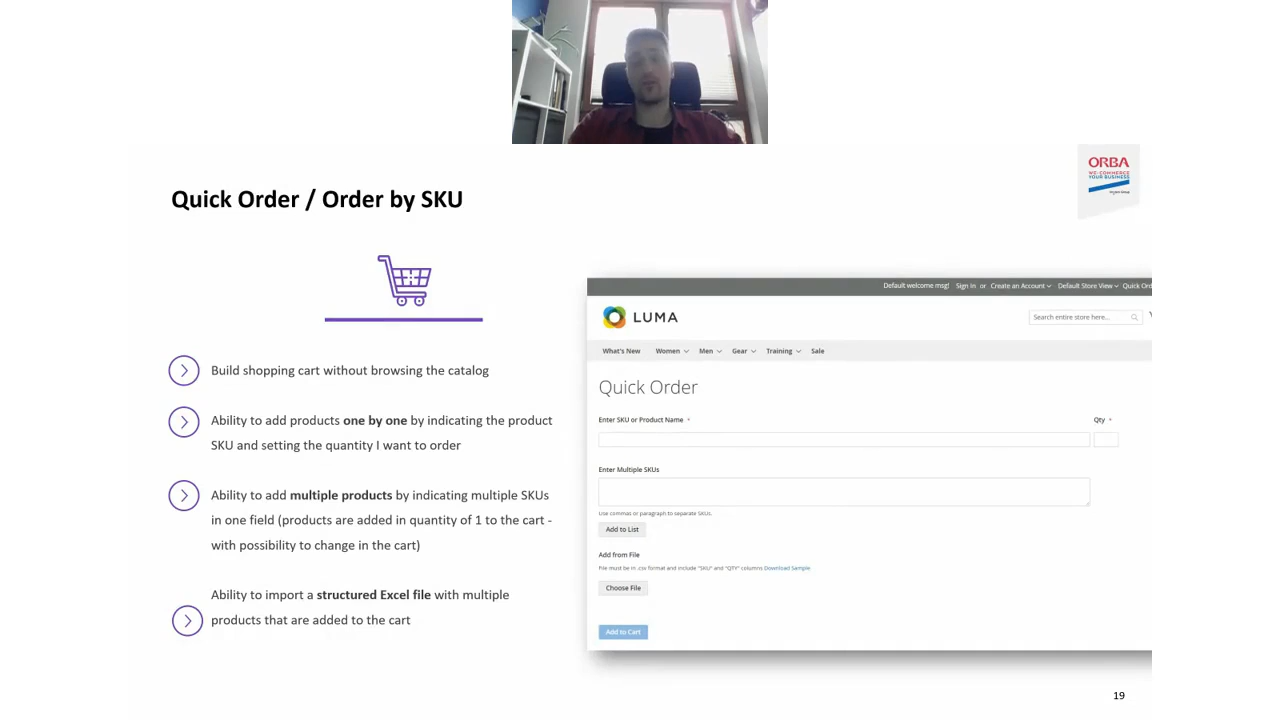 ORBA
WE-COMMERCE
YOUR BUSINESS
Quick Order / Order by SKU
Build shopping cart without browsing the catalog
Ability to add products one by one by indicating the product
SKU and setting the quantity I want to order
Ability to add multiple products by indicating multiple SKUs
in one field (products are added in quantity of 1 to the cart -
with possibility to change in the cart)
Ability to import a structured Excel file with multiple
products that are added to the cart
Default welcome msg! Sign In or Create an Account Default Store View Quick Ord
LUMA
Search entire store here...
What's New Women Men Gear Training Sale
Quick Order
Enter SKU or Product Name * Qty *
Enter Multiple SKUs
Use commas or paragraph to separate SKUs.
Add to List
Add from File
File must be in .csv format and include "SKU" and "QTY" columns Download Sample
Choose File
Add to Cart
19